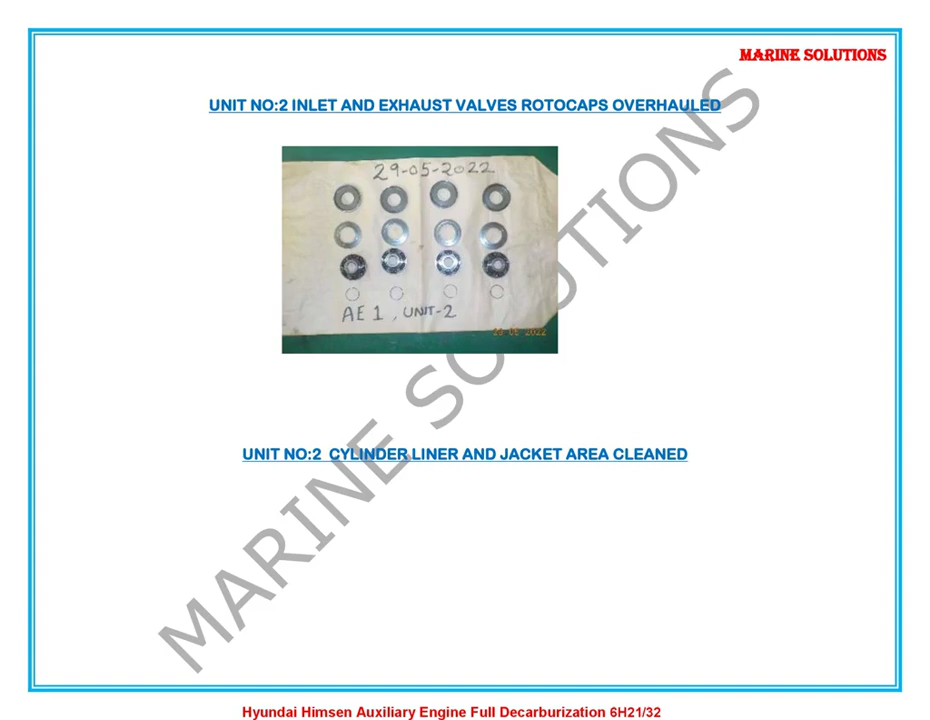 MARINE SOLUTIONS
UNIT NO:2 INLET AND EXHAUST VALVES ROTOCAPS OVERHAULED
29-05-2022
AE 1, UNIT-2
UNIT NO:2 CYLINDER LINER AND JACKET AREA CLEANED
MARINE SOLUTIONS
Hyundai Himsen Auxiliary Engine Full Decarburization 6H21/32